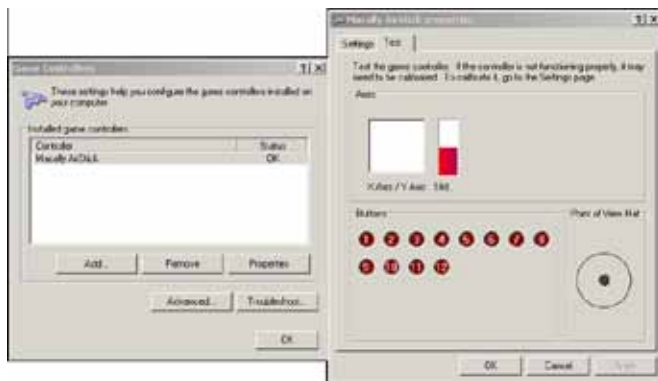 Game Controllers
These settings help you configure the game controllers installed on
your computer.
Installed game controllers
Controller Status
Macally AirStick OK
Add...
Remove
Properties
Advanced...
Troubleshoot...
OK
Macally AirStick properties
Settings Test
Test the game controller. If the controller is not functioning properly, it may
need to be calibrated. To calibrate it, go to the Settings page.
Axes
X Axis / Y Axis
Buttons
1 2 3 4 5 6 7 8
9 10 11 12
Point of View Hat
OK
Cancel
Apply